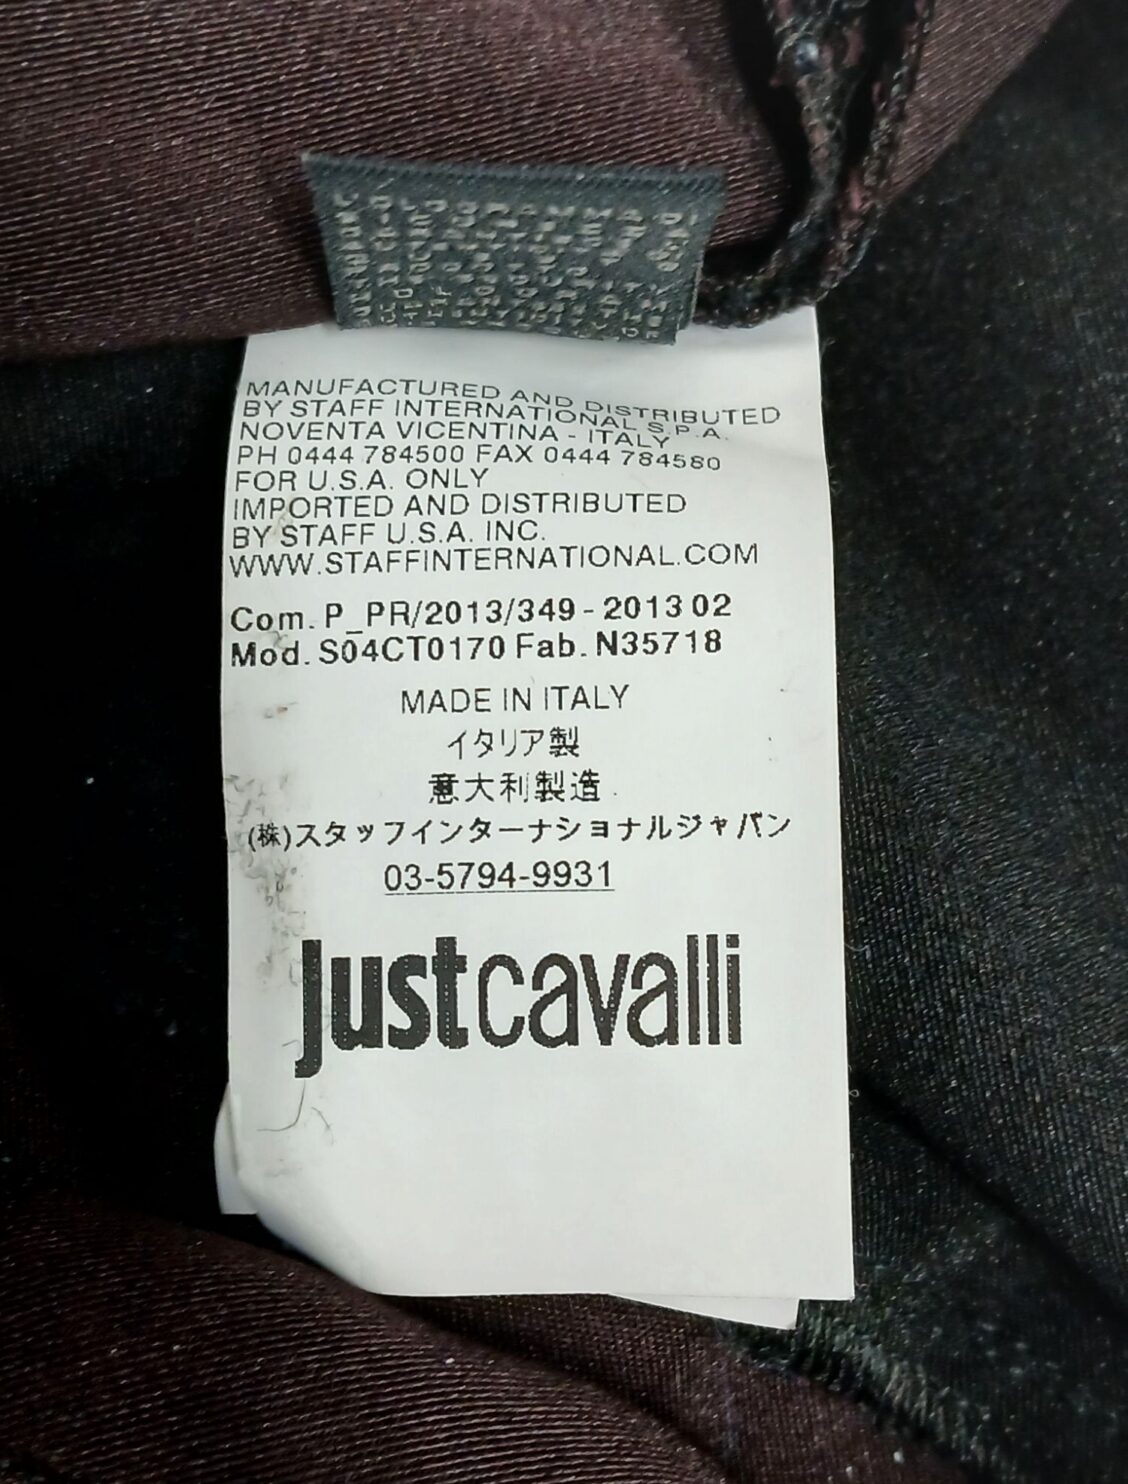 MANUFACTURED AND DISTRIBUTED
BY STAFF INTERNATIONAL S.P.A.
NOVENTA VICENTINA - ITALY
PH 0444 784500 FAX 0444 784580
FOR U.S.A. ONLY
IMPORTED AND DISTRIBUTED
BY STAFF U.S.A. INC.
WWW.STAFFINTERNATIONAL.COM
Com. P_PR/2013/349 - 2013 02
Mod. S04CT0170 Fab. N35718
MADE IN ITALY
イタリア製
意大利製造
(株)スタッフインターナショナルジャパン
03-5794-9931
justcavalli